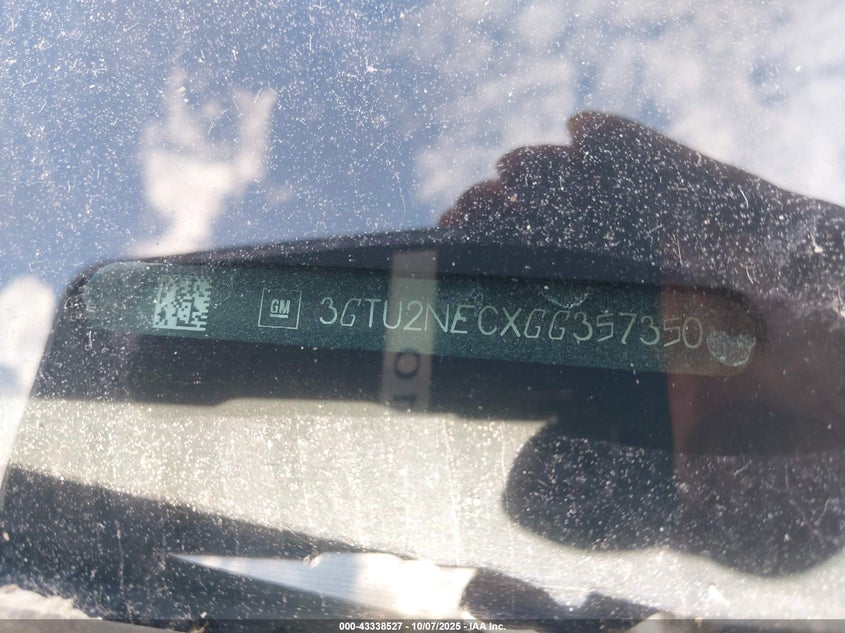 GM 3GTU2NECXGG357350
000-43338527 - 10/07/2025 - IAA Inc.